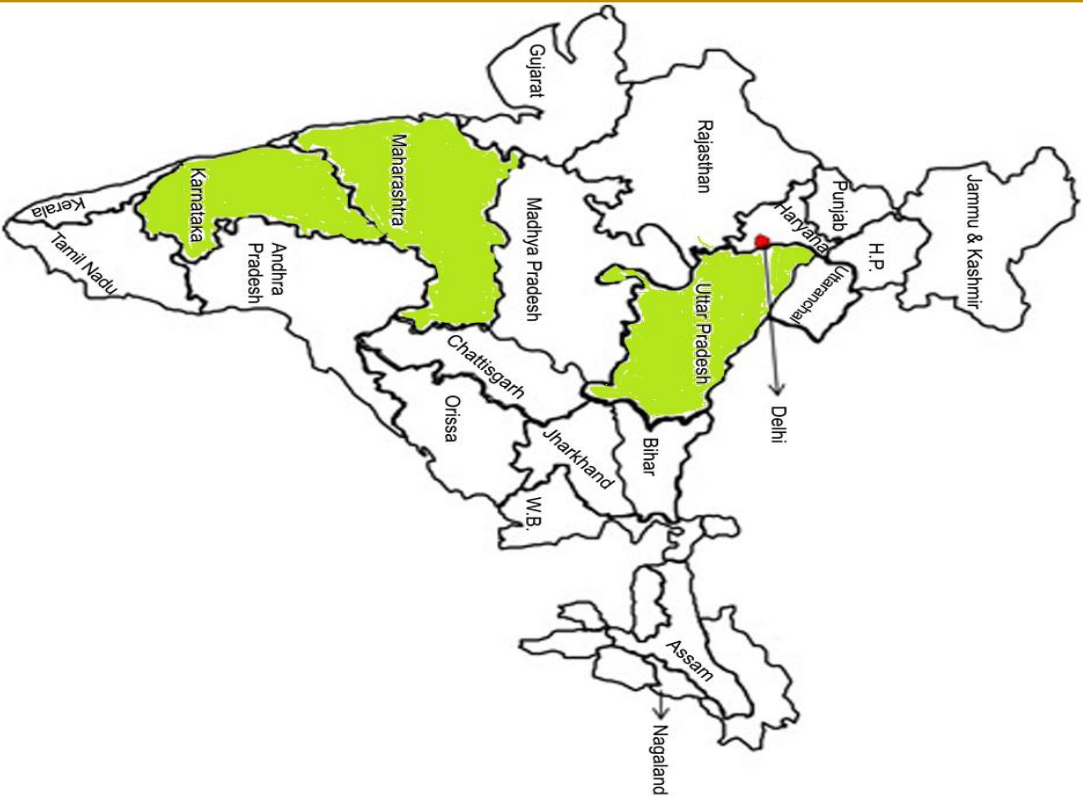 Jammu & Kashmir
H.P.
Punjab
Uttaranchal
Haryana
Delhi
Rajasthan
Uttar Pradesh
Bihar
Assam
Nagaland
Gujarat
Madhya Pradesh
Jharkhand
W.B.
Chattisgarh
Orissa
Maharashtra
Andhra
Pradesh
Karnataka
Tamil Nadu
Kerala